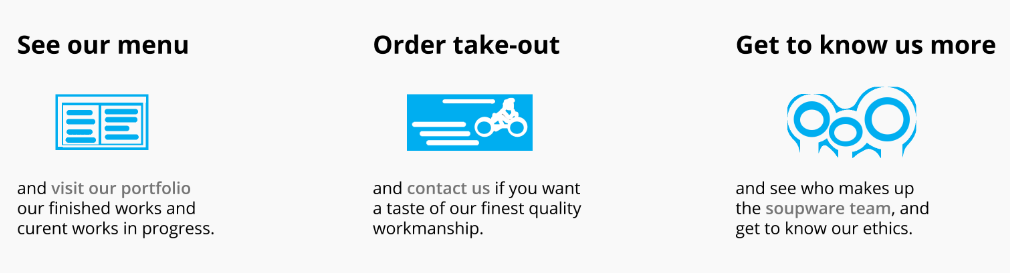 See our menu
and visit our portfolio
our finished works and
curent works in progress.
Order take-out
and contact us if you want
a taste of our finest quality
workmanship.
Get to know us more
and see who makes up
the soupware team, and
get to know our ethics.